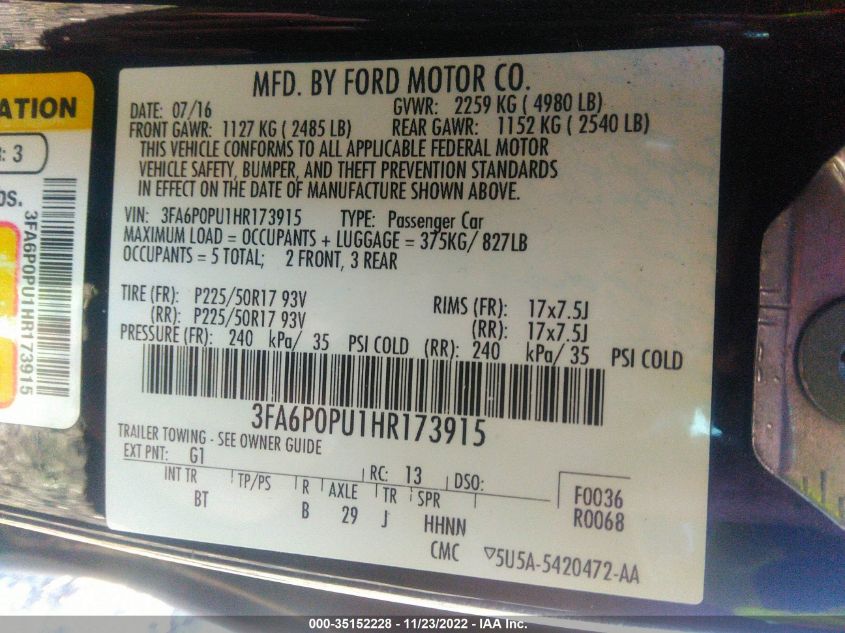 MFD. BY FORD MOTOR CO.
DATE: 07/16 GVWR: 2259 KG ( 4980 LB)
FRONT GAWR: 1127 KG ( 2485 LB) REAR GAWR: 1152 KG ( 2540 LB)
THIS VEHICLE CONFORMS TO ALL APPLICABLE FEDERAL MOTOR
VEHICLE SAFETY, BUMPER, AND THEFT PREVENTION STANDARDS
IN EFFECT ON THE DATE OF MANUFACTURE SHOWN ABOVE.
VIN: 3FA6P0PU1HR173915 TYPE: Passenger Car
MAXIMUM LOAD = OCCUPANTS + LUGGAGE = 375KG/ 827LB
OCCUPANTS = 5 TOTAL; 2 FRONT, 3 REAR
TIRE (FR): P225/50R17 93V RIMS (FR): 17x7.5J
(RR): P225/50R17 93V (RR): 17x7.5J
PRESSURE (FR): 240 kPa/ 35 PSI COLD (RR): 240 kPa/ 35 PSI COLD
3FA6P0PU1HR173915
TRAILER TOWING - SEE OWNER GUIDE
EXT PNT: G1 RC: 13 DSO:
INT TR TP/PS R AXLE TR SPR F0036
BT B 29 J HHNN R0068
CMC ▽5U5A-5420472-AA
ATION
: 3
bs.
3FA6P0PU1HR173915
000-35152228 - 11/23/2022 - IAA Inc.